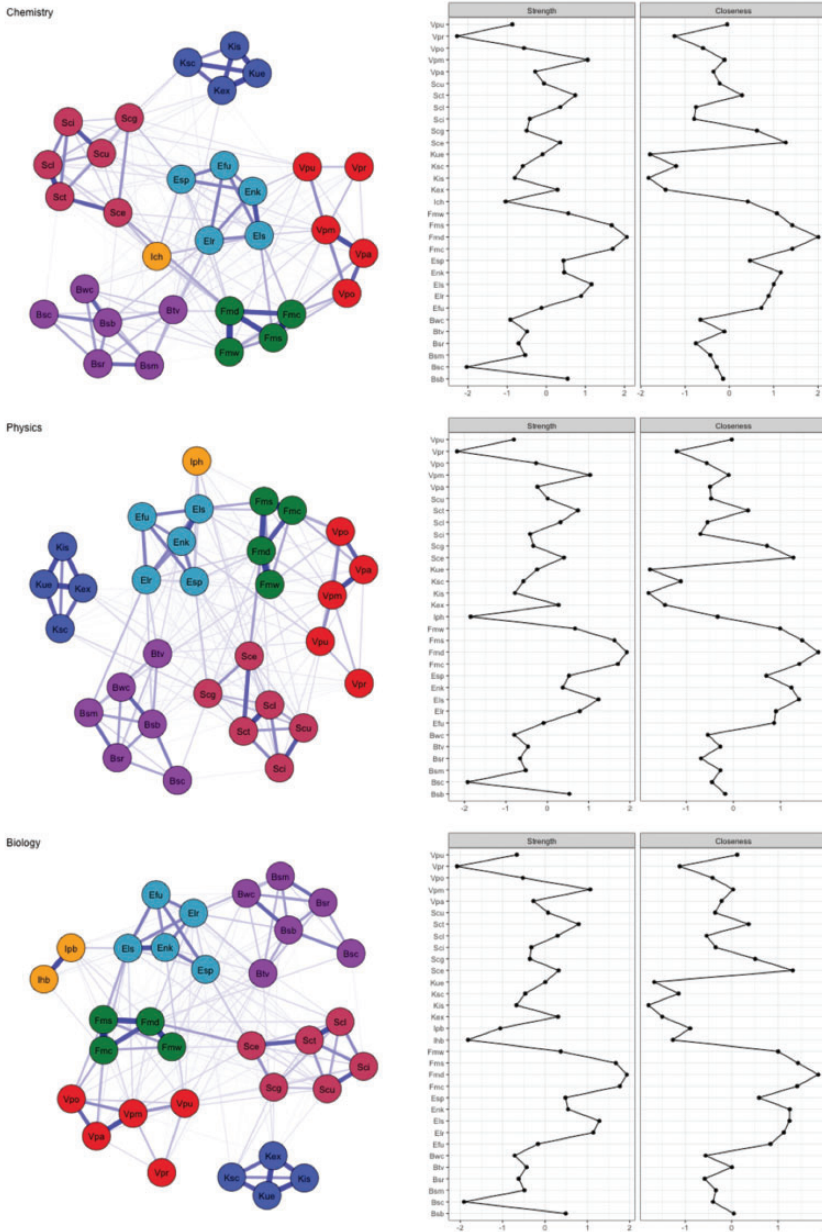 Chemistry
Kis
Ksc
Kue
Kex
Sci
Scg
Scl
Scu
Sct
Sce
Esp
Efu
Enk
Elr
Els
Vpu
Vpr
Vpm
Vpa
Vpo
Ich
Bwc
Bsc
Bsb
Btv
Bsr
Bsm
Fmd
Fmc
Fms
Fmw
Strength
Closeness
Vpu
Vpr
Vpo
Vpm
Vpa
Scu
Sct
Scl
Sci
Scg
Sce
Kue
Ksc
Kis
Kex
Ich
Fmw
Fms
Fmd
Fmc
Esp
Enk
Els
Elr
Efu
Bwc
Btv
Bsr
Bsm
Bsc
Bsb
-1 0 1 2 -2 -1 0 1 2
Physics
Iph
Efu
Els
Enk
Elr
Esp
Fms
Fmc
Fmd
Fmw
Vpo
Vpa
Vpm
Vpu
Vpr
Kis
Kue
Kex
Ksc
Btv
Bwc
Bsm
Bsb
Bsr
Bsc
Sce
Scg
Scl
Sct
Scu
Sci
Strength
Closeness
Vpu
Vpr
Vpo
Vpm
Vpa
Scu
Sct
Scl
Sci
Scg
Sce
Kue
Ksc
Kis
Kex
Iph
Fmw
Fms
Fmd
Fmc
Esp
Enk
Els
Elr
Efu
Bwc
Btv
Bsr
Bsm
Bsc
Bsb
-2 -1 0 1 2 -1 0 1
Biology
Efu
Elr
Els
Enk
Esp
Bsm
Bwc
Bsr
Bsb
Bsc
Btv
Ipb
Ihb
Fms
Fmd
Fmc
Fmw
Scl
Sce
Sct
Sci
Scg
Scu
Vpo
Vpm
Vpu
Vpa
Vpr
Kex
Ksc
Kis
Kue
Strength
Closeness
Vpu
Vpr
Vpo
Vpm
Vpa
Scu
Sct
Scl
Sci
Scg
Sce
Kue
Ksc
Kis
Kex
Ipb
Ihb
Fmw
Fms
Fmd
Fmc
Esp
Enk
Els
Elr
Efu
Bwc
Btv
Bsr
Bsm
Bsc
Bsb
-2 -1 0 1 2 -1 0 1